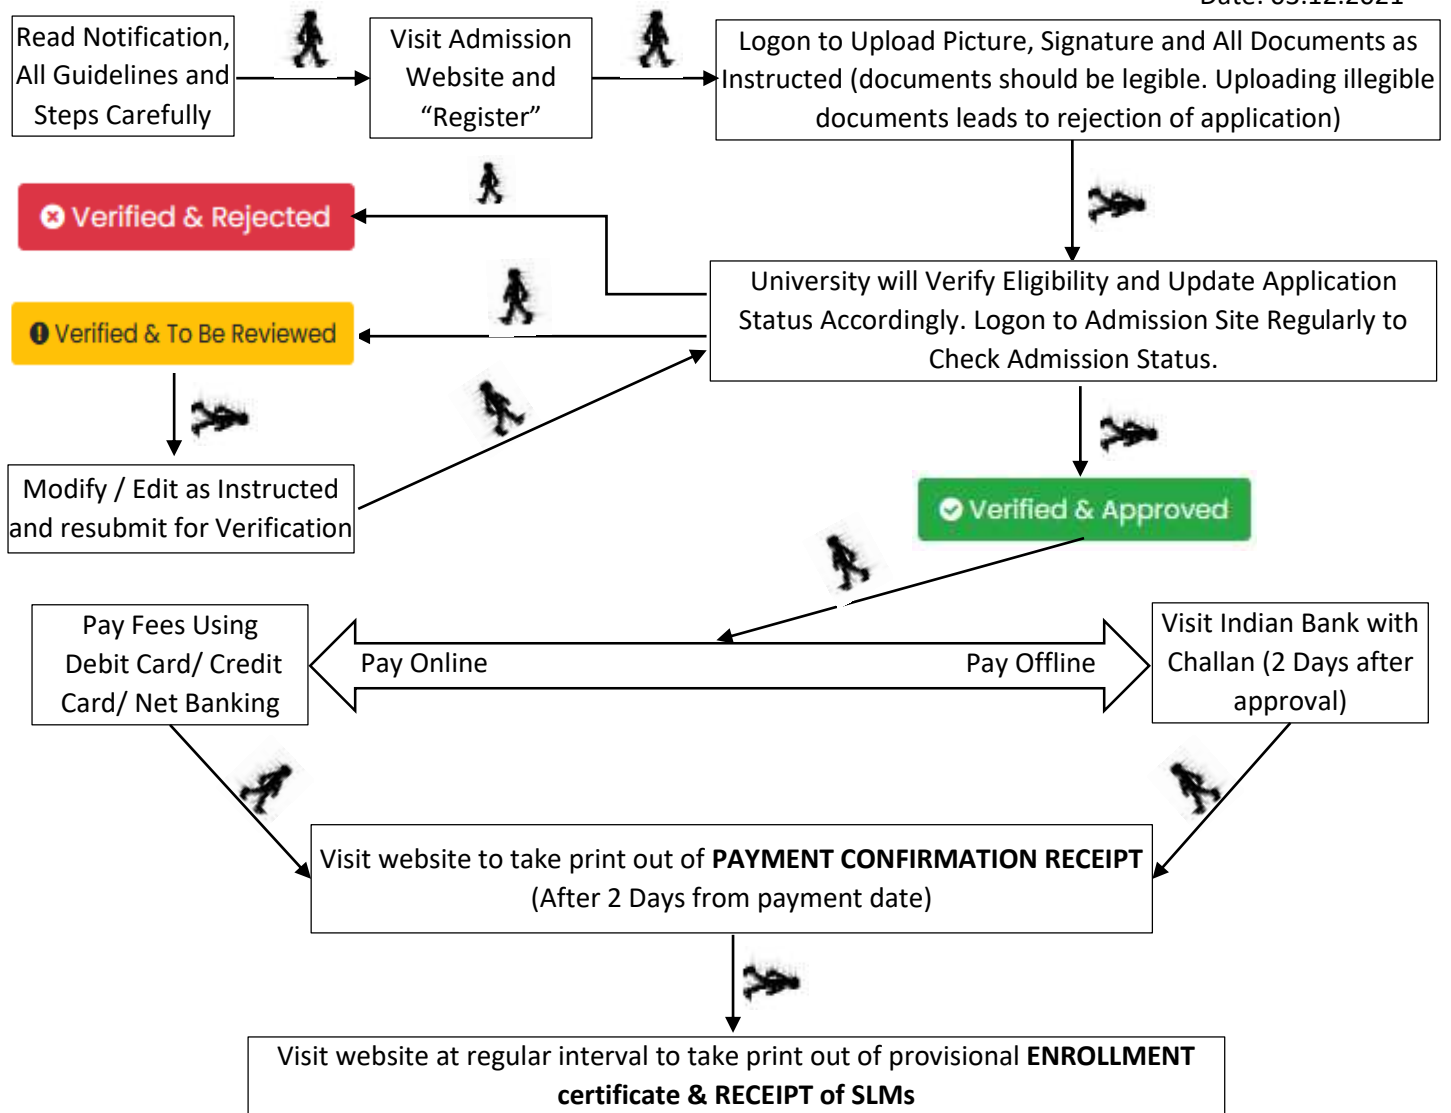 Date: 03.12.2021
Read Notification,
All Guidelines and
Steps Carefully
Visit Admission
Website and
“Register”
Logon to Upload Picture, Signature and All Documents as
Instructed (documents should be legible. Uploading illegible
documents leads to rejection of application)
Verified & Rejected
University will Verify Eligibility and Update Application
Status Accordingly. Logon to Admission Site Regularly to
Check Admission Status.
Verified & To Be Reviewed
Modify / Edit as Instructed
and resubmit for Verification
Verified & Approved
Pay Fees Using
Debit Card/ Credit
Card/ Net Banking
Pay Online
Pay Offline
Visit Indian Bank with
Challan (2 Days after
approval)
Visit website to take print out of PAYMENT CONFIRMATION RECEIPT
(After 2 Days from payment date)
Visit website at regular interval to take print out of provisional ENROLLMENT
certificate & RECEIPT of SLMs